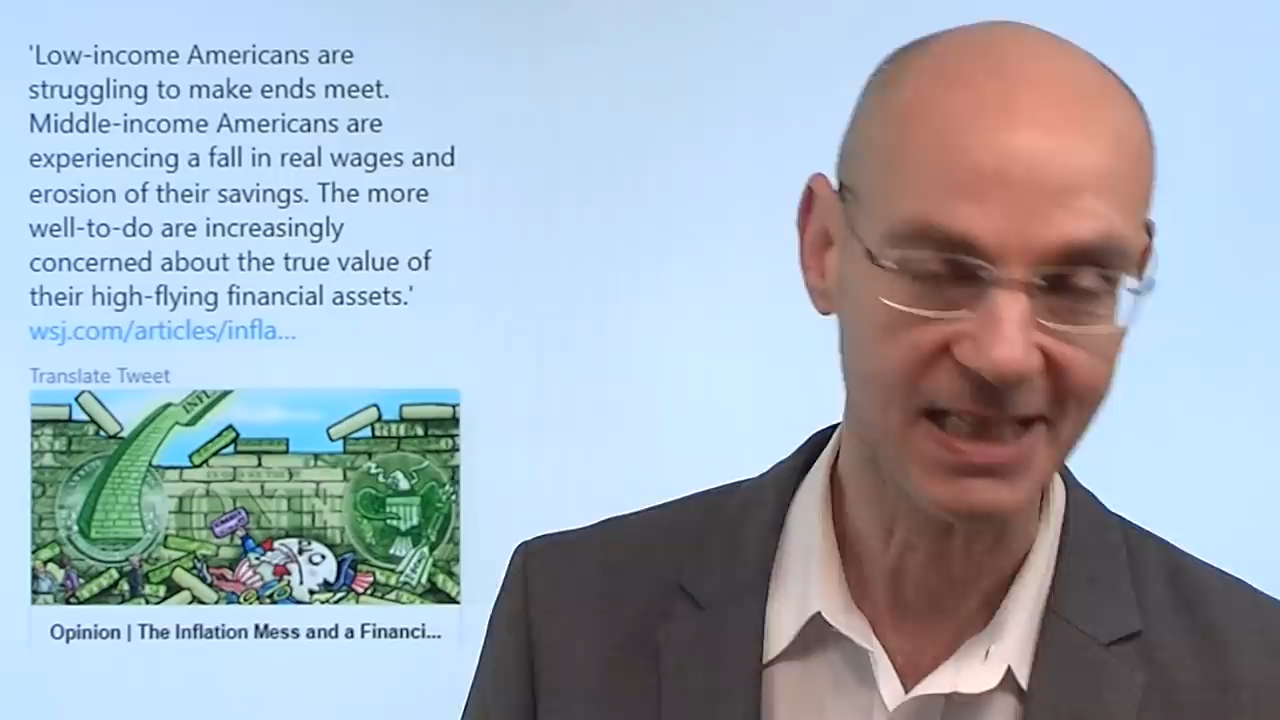 'Low-income Americans are
struggling to make ends meet.
Middle-income Americans are
experiencing a fall in real wages and
erosion of their savings. The more
well-to-do are increasingly
concerned about the true value of
their high-flying financial assets.'
wsj.com/articles/infla...
Translate Tweet
INFL
ONE
Opinion | The Inflation Mess and a Financi...